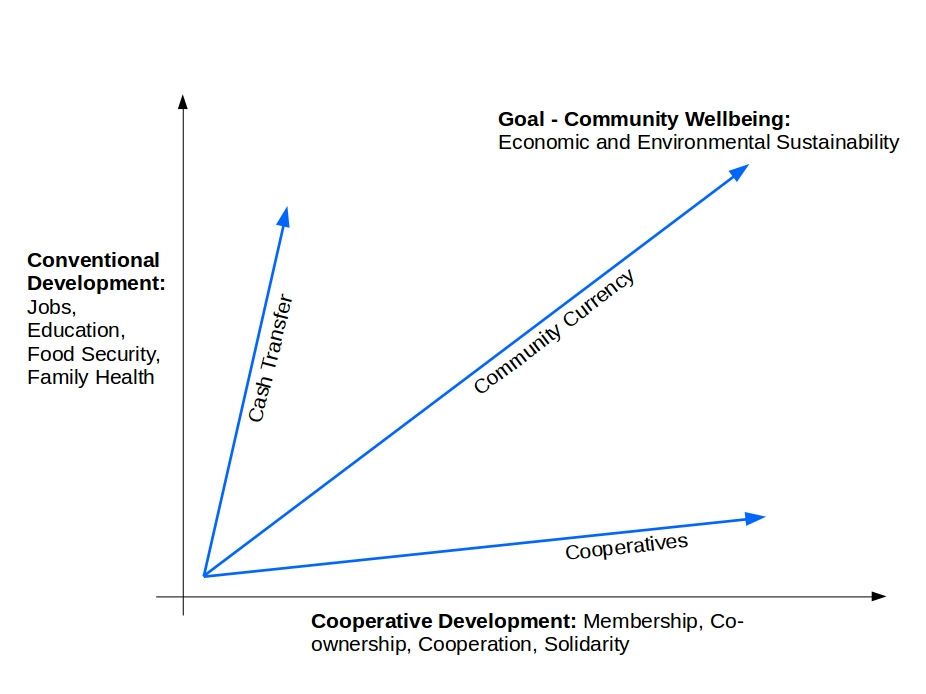 Goal - Community Wellbeing:
Economic and Environmental Sustainability
Conventional
Development:
Jobs,
Education,
Food Security,
Family Health
Cash Transfer
Community Currency
Cooperatives
Cooperative Development: Membership, Co-
ownership, Cooperation, Solidarity